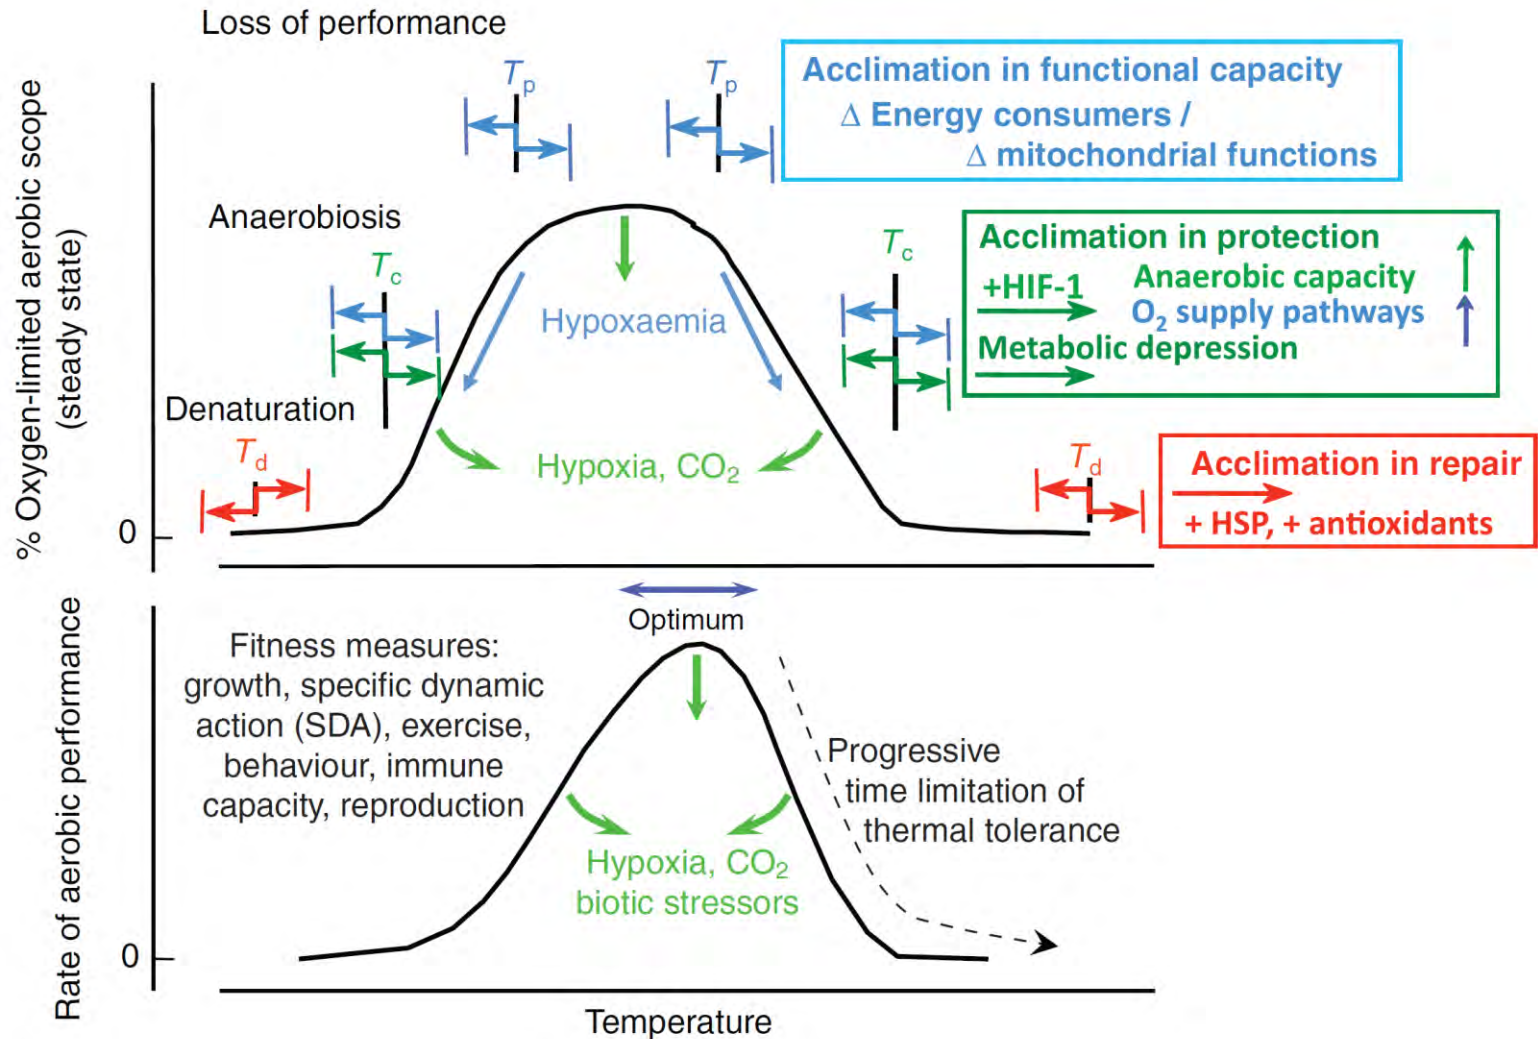 Loss of performance
Tp
Tp
Acclimation in functional capacity
Δ Energy consumers /
Δ mitochondrial functions
% Oxygen-limited aerobic scope
(steady state)
Anaerobiosis
Tc
Tc
Acclimation in protection
+HIF-1
Anaerobic capacity
O2 supply pathways
Metabolic depression
Hypoxaemia
Denaturation
Td
Hypoxia, CO2
Td
Acclimation in repair
+ HSP, + antioxidants
0
Optimum
Rate of aerobic performance
Fitness measures:
growth, specific dynamic
action (SDA), exercise,
behaviour, immune
capacity, reproduction
Progressive
time limitation of
thermal tolerance
Hypoxia, CO2
biotic stressors
0
Temperature